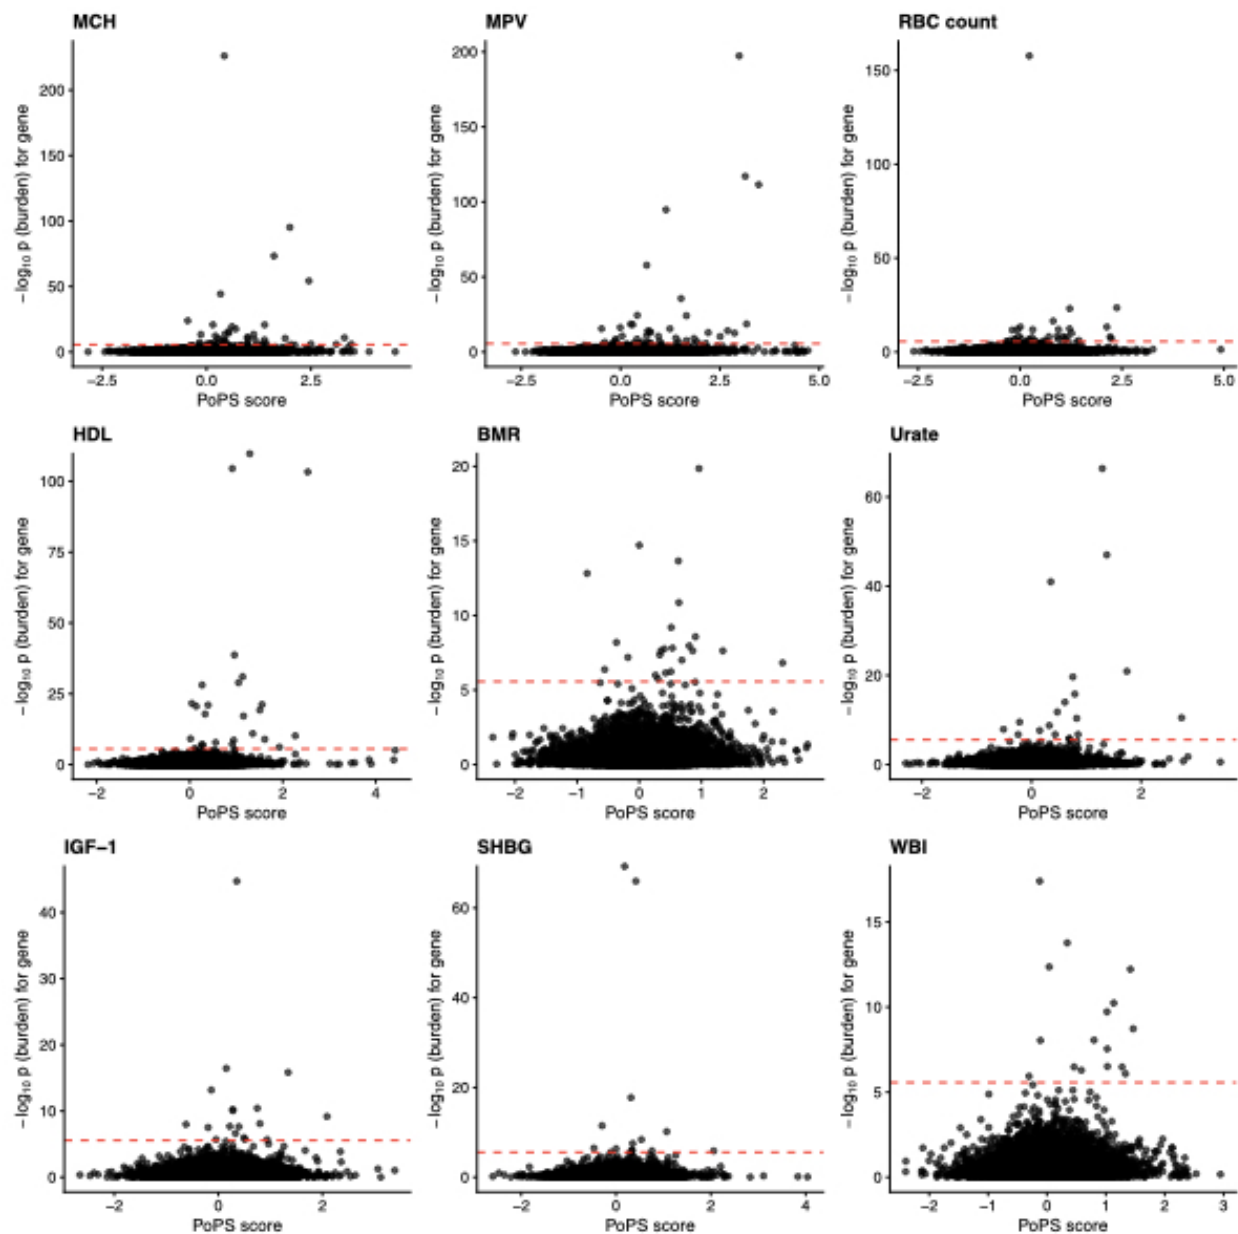 MCH
MPV
RBC count
−log₁₀ p (burden) for gene
200
150
100
50
0
−2.5
0.0
2.5
PoPS score
−log₁₀ p (burden) for gene
200
150
100
50
0
−2.5
0.0
2.5
5.0
PoPS score
−log₁₀ p (burden) for gene
150
100
50
0
−2.5
0.0
2.5
5.0
PoPS score
HDL
BMR
Urate
−log₁₀ p (burden) for gene
100
75
50
25
0
−2
0
2
4
PoPS score
−log₁₀ p (burden) for gene
20
15
10
5
0
−2
−1
0
1
2
PoPS score
−log₁₀ p (burden) for gene
60
40
20
0
−2
0
2
PoPS score
IGF−1
SHBG
WBI
−log₁₀ p (burden) for gene
40
30
20
10
0
−2
0
2
PoPS score
−log₁₀ p (burden) for gene
60
40
20
0
−2
0
2
4
PoPS score
−log₁₀ p (burden) for gene
15
10
5
0
−2
−1
0
1
2
3
PoPS score